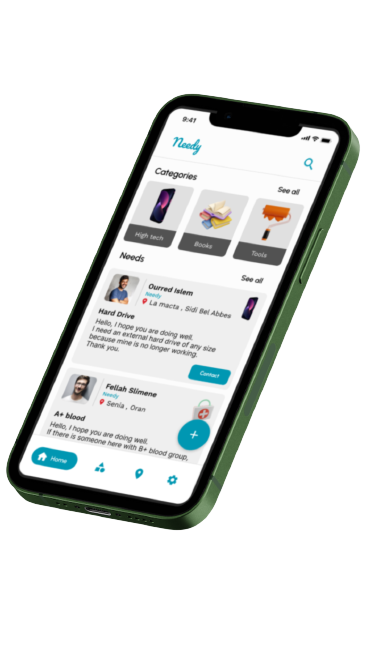 9:41
Needy
Categories
See all
High tech
Books
Tools
Needs
See all
Ourred Islem
Needy
La macta , Sidi Bel Abbes
Hard Drive
Hello, I hope you are doing well.
I need an external hard drive of any size
because mine is no longer working.
Thank you.
Contact
Fellah Slimene
Needy
Senia , Oran
A+ blood
Hello, I hope you are doing well.
If there is someone here with B+ blood group,
+
Home